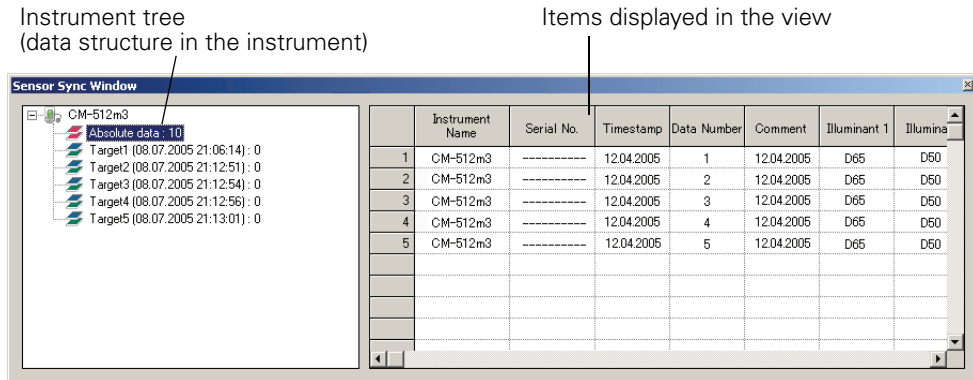 Instrument tree
(data structure in the instrument)
Items displayed in the view
Sensor Sync Window
CM-512m3
Absolute data : 10
Target1 (08.07.2005 21:06:14) : 0
Target2 (08.07.2005 21:12:51) : 0
Target3 (08.07.2005 21:12:54) : 0
Target4 (08.07.2005 21:12:56) : 0
Target5 (08.07.2005 21:13:01) : 0
Instrument Name Serial No. Timestamp Data Number Comment Illuminant 1 Illumina
1 CM-512m3 ---------- 12.04.2005 1 12.04.2005 D65 D50
2 CM-512m3 ---------- 12.04.2005 2 12.04.2005 D65 D50
3 CM-512m3 ---------- 12.04.2005 3 12.04.2005 D65 D50
4 CM-512m3 ---------- 12.04.2005 4 12.04.2005 D65 D50
5 CM-512m3 ---------- 12.04.2005 5 12.04.2005 D65 D50